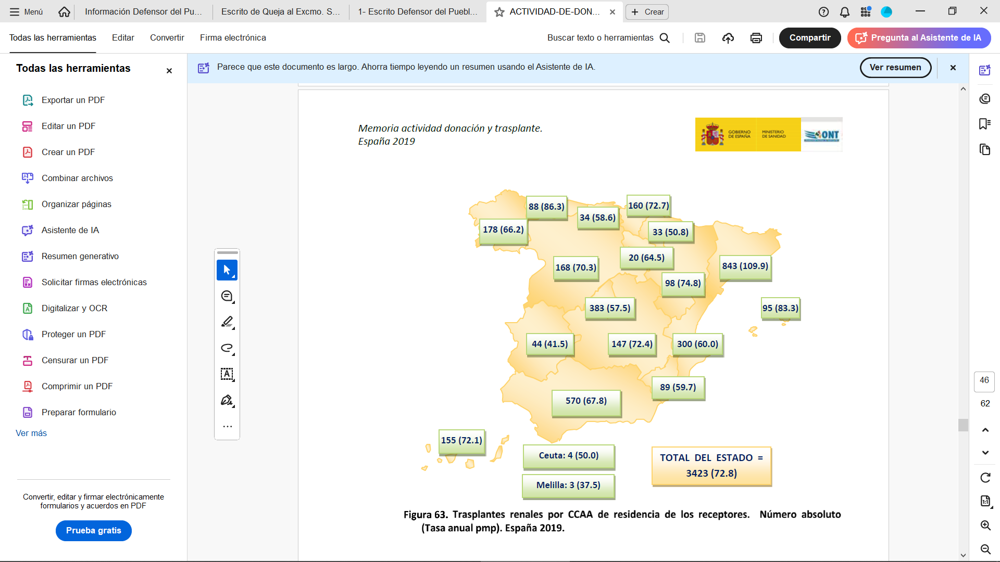 Menú
Información Defensor del Pu...
Escrito de Queja al Excmo. S...
1- Escrito Defensor del Puebl...
ACTIVIDAD-DE-DON...
Crear
Todas las herramientas
Editar
Convertir
Firma electrónica
Buscar texto o herramientas
Compartir
Pregunta al Asistente de IA
Todas las herramientas
Parece que este documento es largo. Ahorra tiempo leyendo un resumen usando el Asistente de IA.
Ver resumen
Exportar un PDF
Editar un PDF
Crear un PDF
Combinar archivos
Organizar páginas
Asistente de IA
Resumen generativo
Solicitar firmas electrónicas
Digitalizar y OCR
Proteger un PDF
Censurar un PDF
Comprimir un PDF
Preparar formulario
Ver más
Convertir, editar y firmar electrónicamente
formularios y acuerdos en PDF
Prueba gratis
Memoria actividad donación y trasplante.
España 2019
GOBIERNO
DE ESPAÑA
MINISTERIO
DE SANIDAD
ONT
88 (86.3)
160 (72.7)
34 (58.6)
178 (66.2)
33 (50.8)
20 (64.5)
168 (70.3)
843 (109.9)
98 (74.8)
383 (57.5)
95 (83.3)
44 (41.5)
147 (72.4)
300 (60.0)
89 (59.7)
570 (67.8)
155 (72.1)
Ceuta: 4 (50.0)
Melilla: 3 (37.5)
TOTAL DEL ESTADO =
3423 (72.8)
Figura 63. Trasplantes renales por CCAA de residencia de los receptores. Número absoluto
(Tasa anual pmp). España 2019.
46
62
1:1